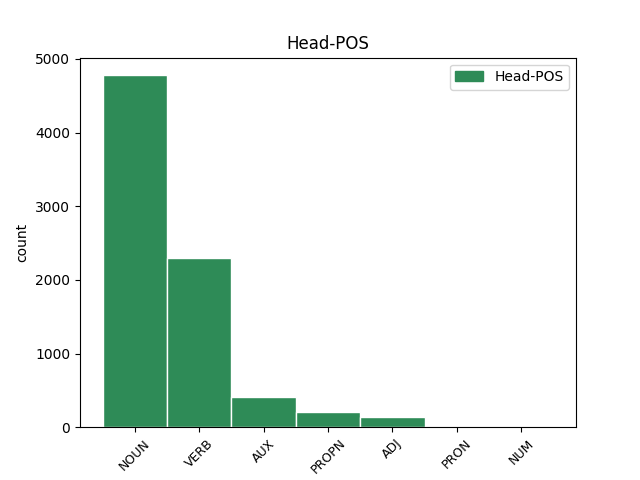 Head-POS
Head-POS
5000
4000
3000
2000
1000
0
count
NOUN
VERB
AUX
PROPN
ADJ
PRON
NUM